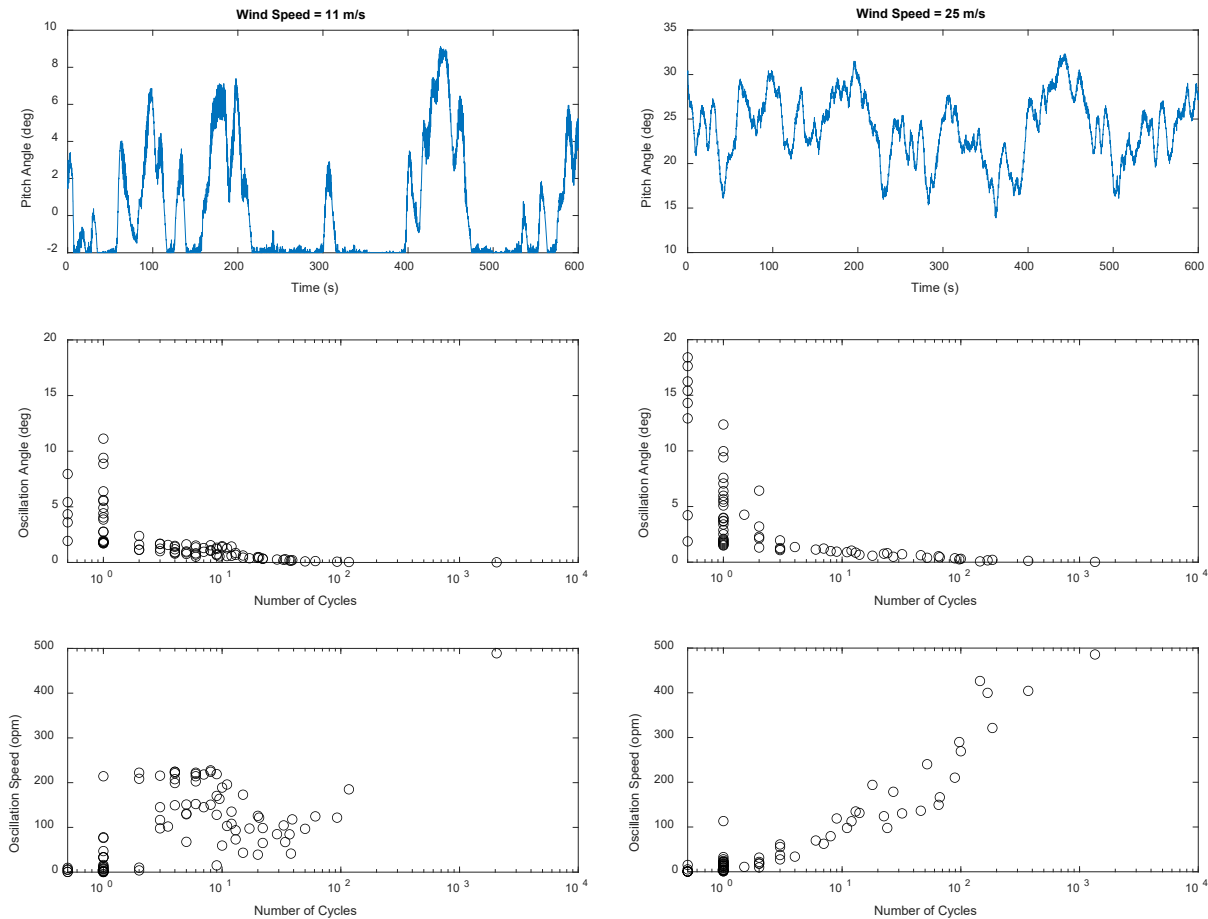 Wind Speed = 11 m/s
Pitch Angle (deg)
10
8
6
4
2
0
-2
0 100 200 300 400 500 600
Time (s)
Wind Speed = 25 m/s
Pitch Angle (deg)
35
30
25
20
15
10
0 100 200 300 400 500 600
Time (s)
Oscillation Angle (deg)
20
15
10
5
0
10^0 10^1 10^2 10^3 10^4
Number of Cycles
Oscillation Angle (deg)
20
15
10
5
0
10^0 10^1 10^2 10^3 10^4
Number of Cycles
Oscillation Speed (opm)
500
400
300
200
100
0
10^0 10^1 10^2 10^3 10^4
Number of Cycles
Oscillation Speed (opm)
500
400
300
200
100
0
10^0 10^1 10^2 10^3 10^4
Number of Cycles